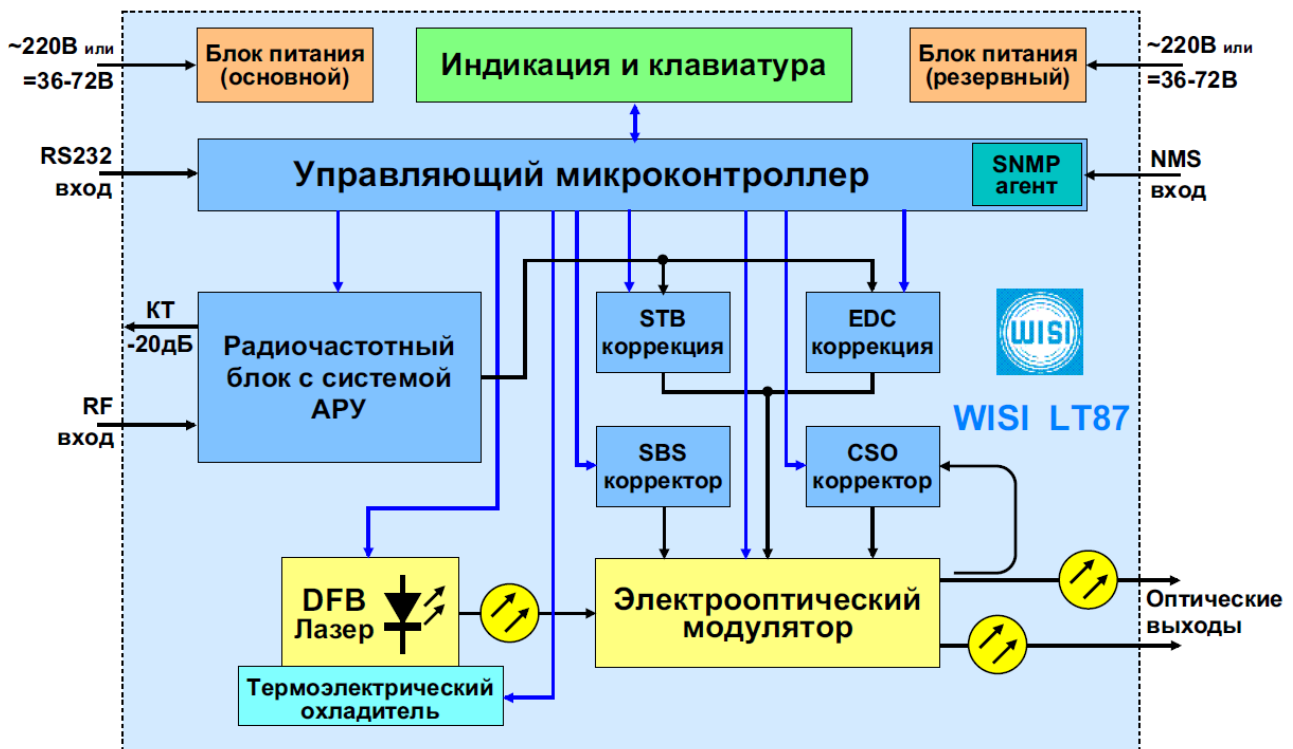 ~220В или
=36-72В
Блок питания
(основной)
Индикация и клавиатура
Блок питания
(резервный)
~220В или
=36-72В
RS232
вход
Управляющий микроконтроллер
SNMP
агент
NMS
вход
КТ
-20дБ
RF
вход
Радиочастотный
блок с системой
АРУ
STB
коррекция
EDC
коррекция
WISI
WISI LT87
SBS
корректор
CSO
корректор
DFB
Лазер
Электрооптический
модулятор
Оптические
выходы
Термоэлектрический
охладитель